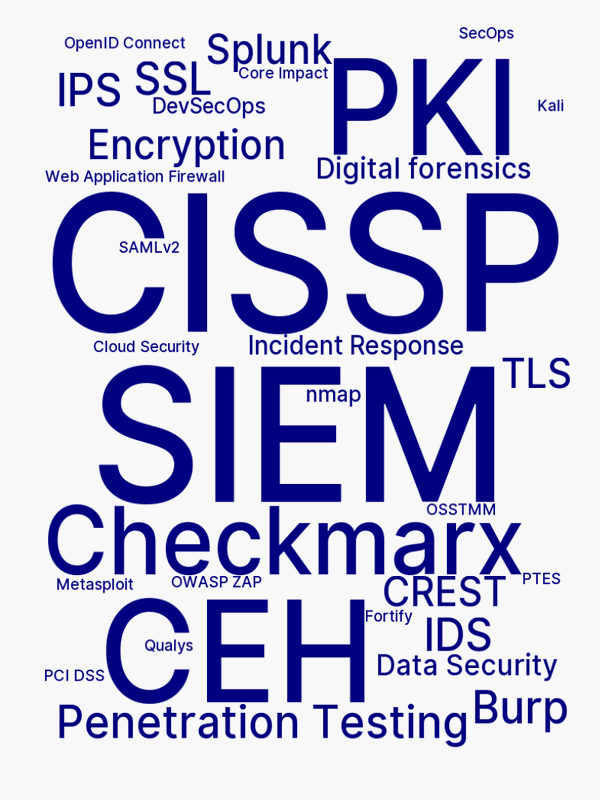 SecOps
OpenID Connect
Splunk
Core Impact
PKI
IPS
SSL
DevSecOps
Kali
Encryption
Digital forensics
Web Application Firewall
CISSP
SAMLv2
Cloud Security
Incident Response
TLS
SIEM
nmap
OSSTMM
Checkmarx
Metasploit
OWASP ZAP
PTES
CREST
CEH
Fortify
IDS
Qualys
Data Security
PCI DSS
Burp
Penetration Testing